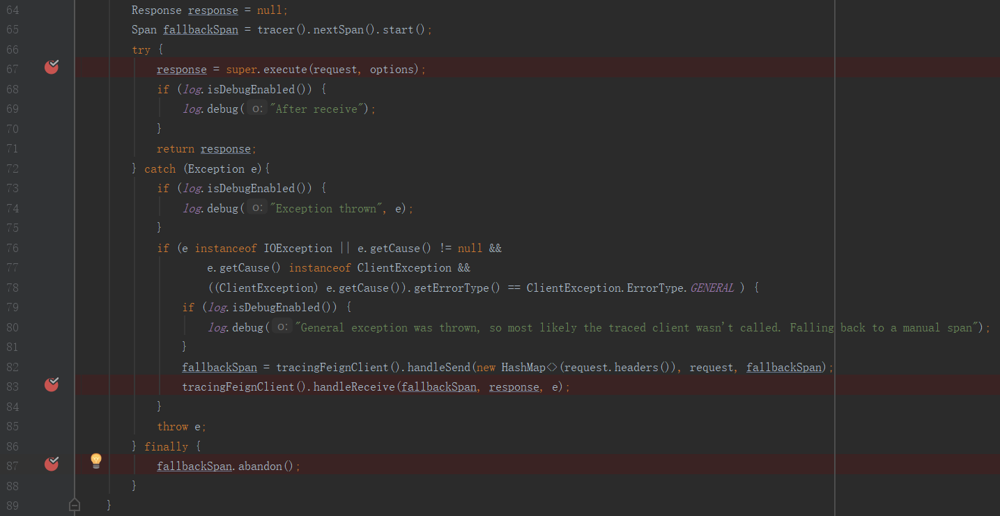 64 Response response = null;
65 Span fallbackSpan = tracer().nextSpan().start();
66 try {
67 response = super.execute(request, options);
68 if (log.isDebugEnabled()) {
69 log.debug( o: "After receive");
70 }
71 return response;
72 } catch (Exception e){
73 if (log.isDebugEnabled()) {
74 log.debug( o: "Exception thrown", e);
75 }
76 if (e instanceof IOException || e.getCause() != null &&
77 e.getCause() instanceof ClientException &&
78 ((ClientException) e.getCause()).getErrorType() == ClientException.ErrorType.GENERAL ) {
79 if (log.isDebugEnabled()) {
80 log.debug( o: "General exception was thrown, so most likely the traced client wasn't called. Falling back to a manual span");
81 }
82 fallbackSpan = tracingFeignClient().handleSend(new HashMap<>(request.headers()), request, fallbackSpan);
83 tracingFeignClient().handleReceive(fallbackSpan, response, e);
84 }
85 throw e;
86 } finally {
87 fallbackSpan.abandon();
88 }
89 }